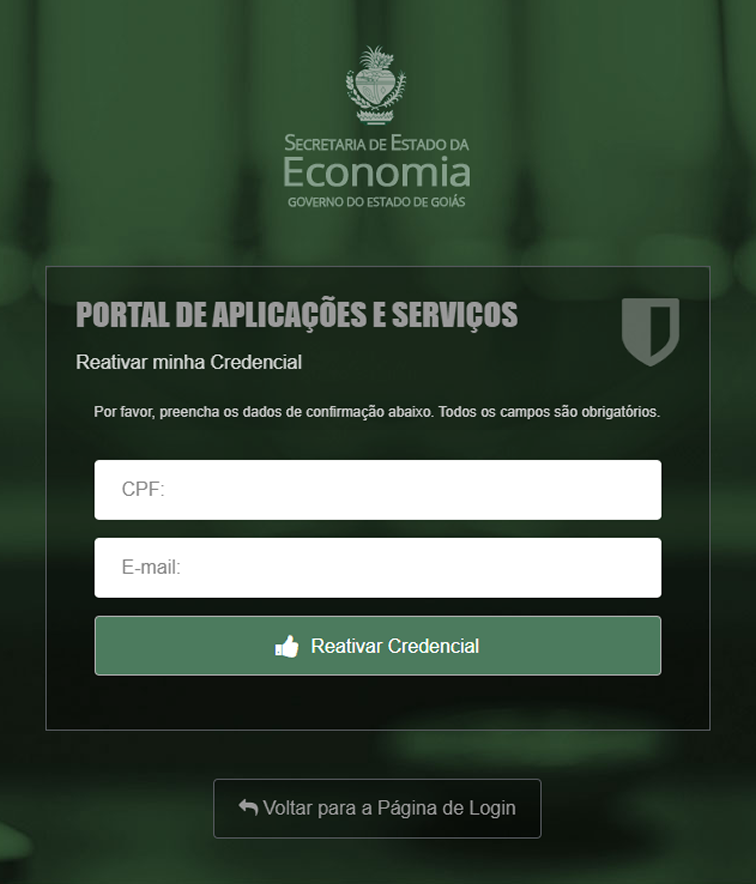 SECRETARIA DE ESTADO DA
Economia
GOVERNO DO ESTADO DE GOIÁS
PORTAL DE APLICAÇÕES E SERVIÇOS
Reativar minha Credencial
Por favor, preencha os dados de confirmação abaixo. Todos os campos são obrigatórios.
CPF:
E-mail:
Reativar Credencial
Voltar para a Página de Login